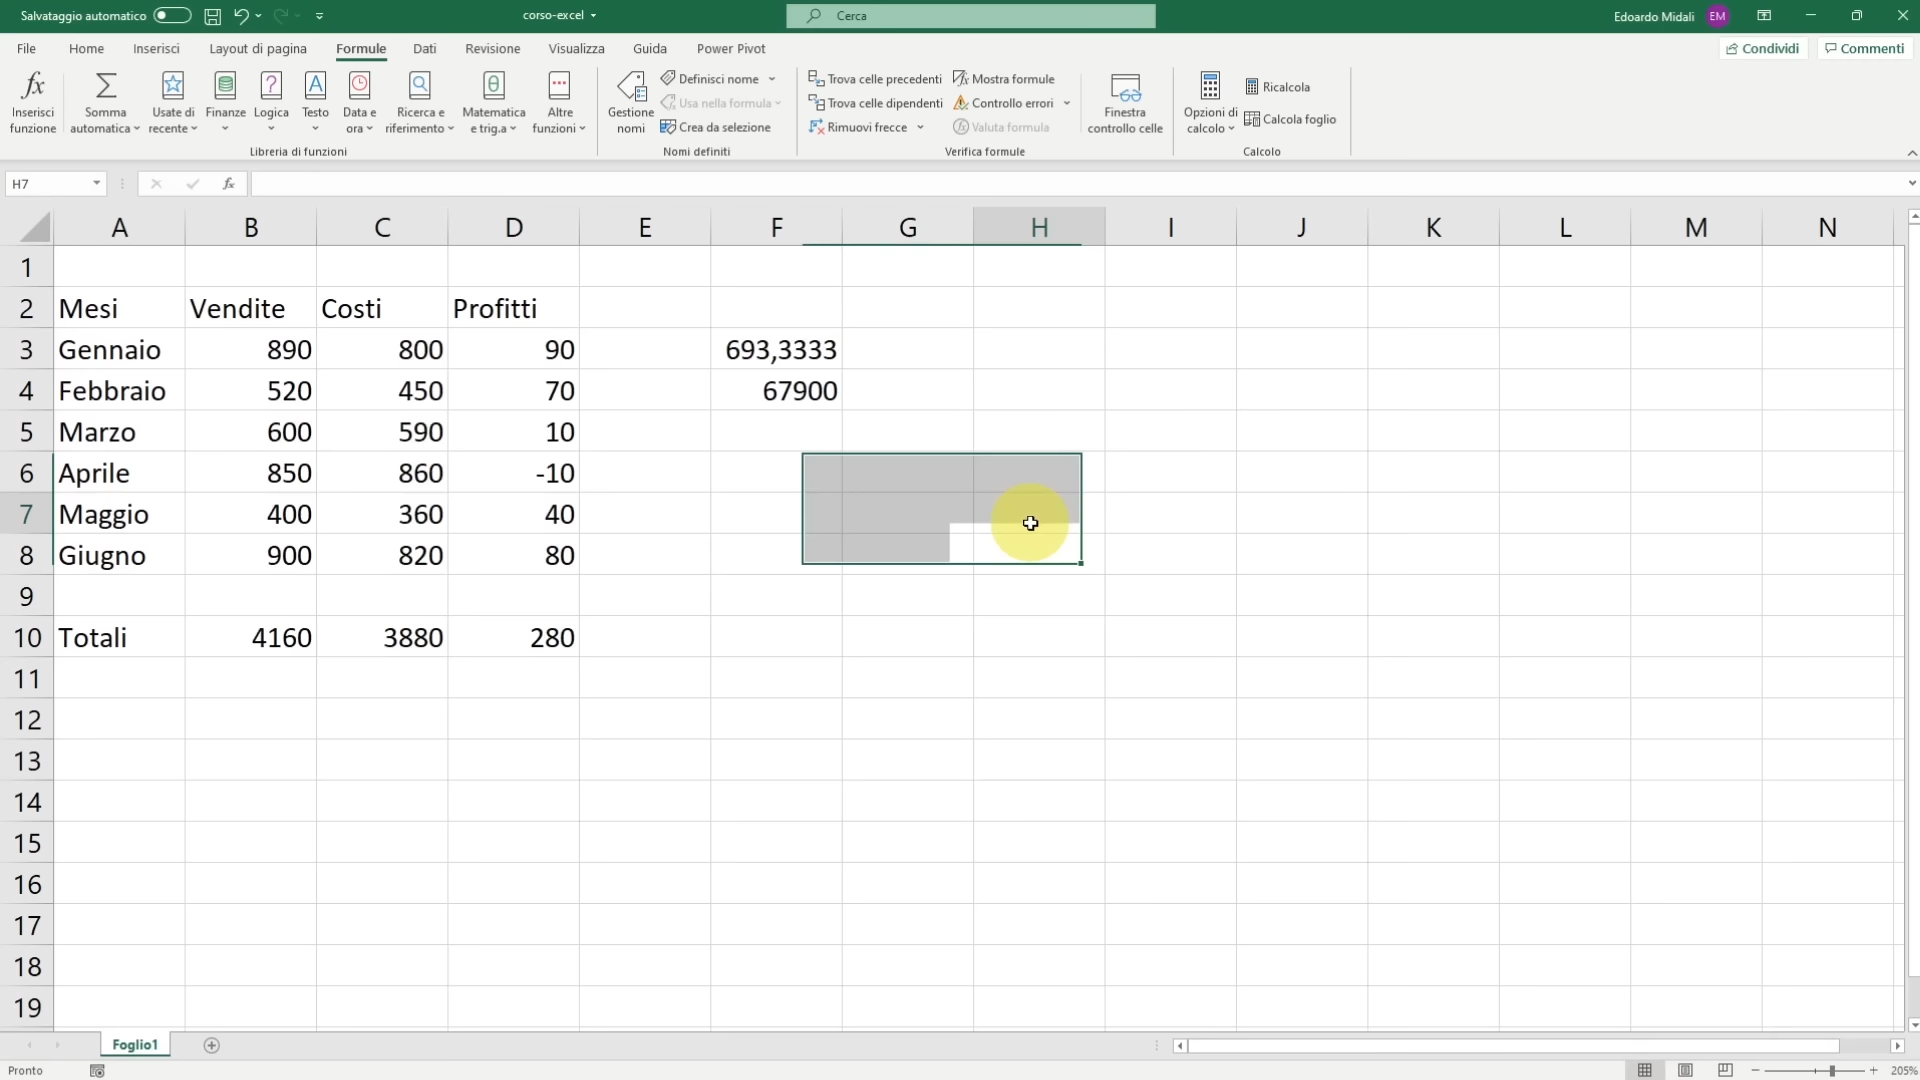 Salvataggio automatico
corso-excel
Cerca
Edoardo Midali EM
File Home Inserisci Layout di pagina Formule Dati Revisione Visualizza Guida Power Pivot
Condividi Commenti
Inserisci funzione
Somma automatica
Usate di recente
Finanze
Logica
Testo
Data e ora
Ricerca e riferimento
Matematica e trig.a
Altre funzioni
Libreria di funzioni
Gestione nomi
Definisci nome
Usa nella formula
Crea da selezione
Nomi definiti
Trova celle precedenti
Trova celle dipendenti
Rimuovi frecce
Mostra formule
Controllo errori
Valuta formula
Verifica formule
Finestra controllo celle
Opzioni di calcolo
Ricalcola
Calcola foglio
Calcolo
H7 fx
A B C D E F G H I J K L M N
1
2 Mesi Vendite Costi Profitti
3 Gennaio 890 800 90 693,3333
4 Febbraio 520 450 70 67900
5 Marzo 600 590 10
6 Aprile 850 860 -10
7 Maggio 400 360 40
8 Giugno 900 820 80
9
10 Totali 4160 3880 280
11
12
13
14
15
16
17
18
19
Foglio1
Pronto
205%